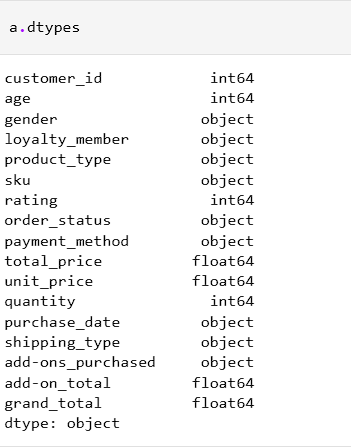 a.dtypes
customer_id int64
age int64
gender object
loyalty_member object
product_type object
sku object
rating int64
order_status object
payment_method object
total_price float64
unit_price float64
quantity int64
purchase_date object
shipping_type object
add-ons_purchased object
add-on_total float64
grand_total float64
dtype: object